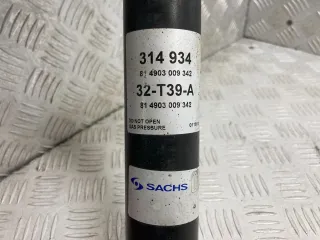 314 934
81 4903 009 342
32-T39-A
81 4903 009 342
DO NOT OPEN
GAS PRESSURE
SACHS